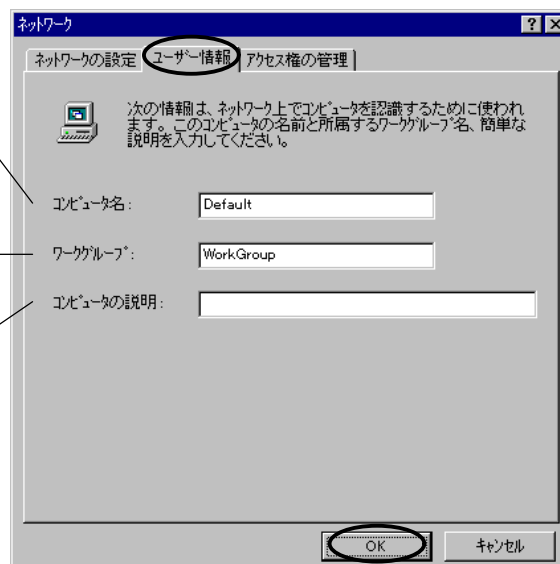 ネットワーク
ネットワークの設定 ユーザー情報 アクセス権の管理
次の情報は、ネットワーク上でコンピュータを認識するために使われ
ます。このコンピュータの名前と所属するワークグループ名、簡単な
説明を入力してください。
コンピュータ名: Default
ワークグループ: WorkGroup
コンピュータの説明:
OK キャンセル